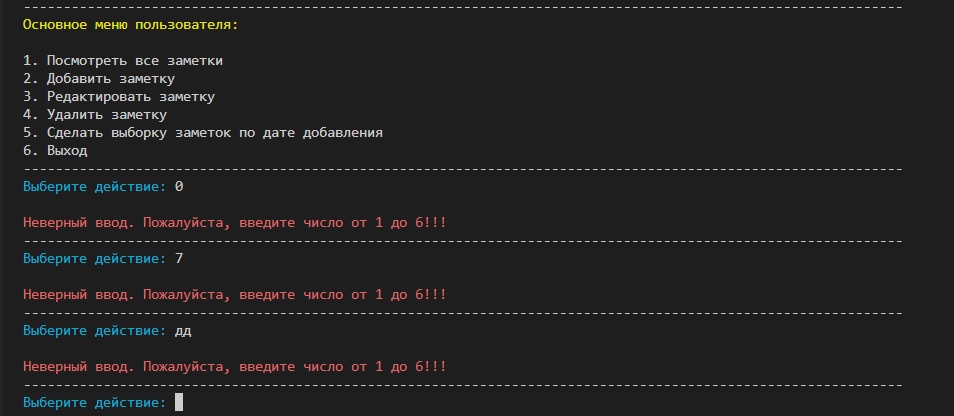 --------------------------------------------------------------------------------------------------------------
Основное меню пользователя:
1. Посмотреть все заметки
2. Добавить заметку
3. Редактировать заметку
4. Удалить заметку
5. Сделать выборку заметок по дате добавления
6. Выход
--------------------------------------------------------------------------------------------------------------
Выберите действие: 0
Неверный ввод. Пожалуйста, введите число от 1 до 6!!!
--------------------------------------------------------------------------------------------------------------
Выберите действие: 7
Неверный ввод. Пожалуйста, введите число от 1 до 6!!!
--------------------------------------------------------------------------------------------------------------
Выберите действие: дд
Неверный ввод. Пожалуйста, введите число от 1 до 6!!!
--------------------------------------------------------------------------------------------------------------
Выберите действие: